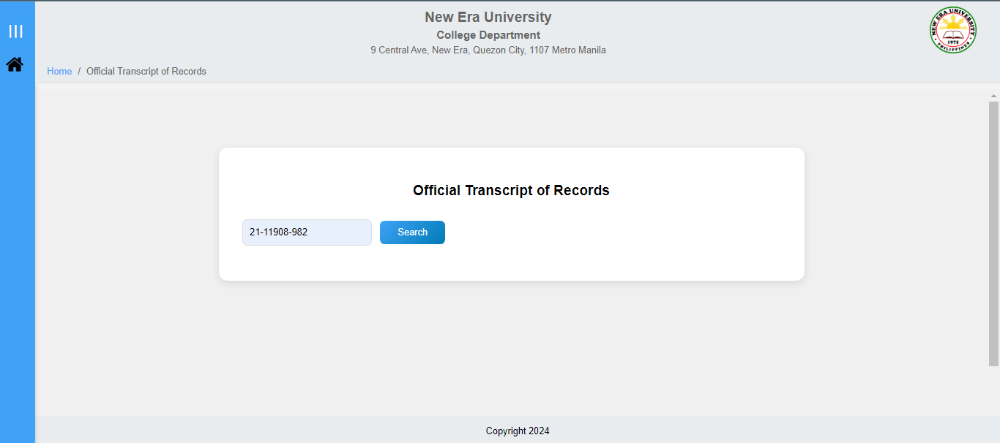 New Era University
College Department
9 Central Ave, New Era, Quezon City, 1107 Metro Manila
NEW ERA UNIVERSITY
1975
PHILIPPINES
Home / Official Transcript of Records
Official Transcript of Records
21-11908-982
Search
Copyright 2024